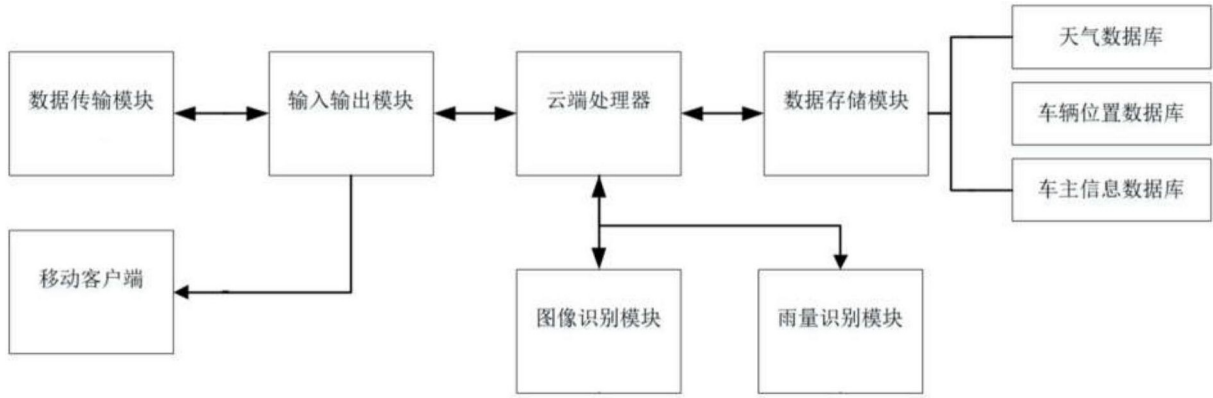 天气数据库
数据传输模块
输入输出模块
云端处理器
数据存储模块
车辆位置数据库
车主信息数据库
移动客户端
图像识别模块
雨量识别模块